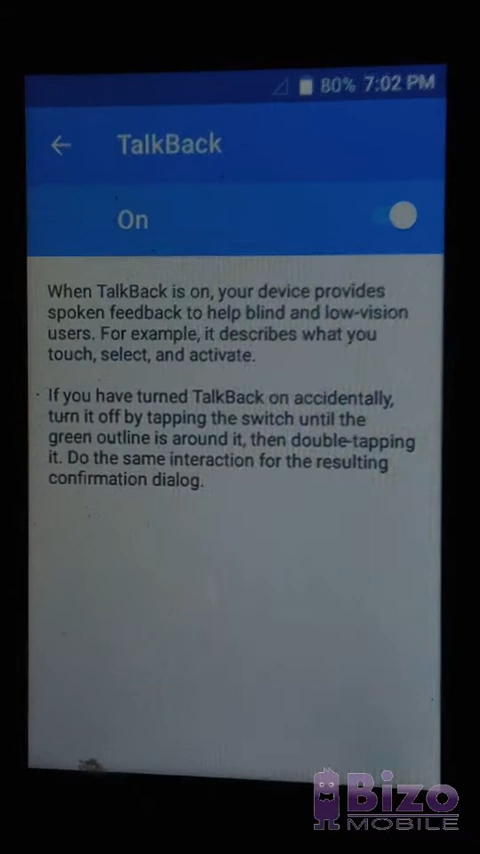 80% 7:02 PM
TalkBack
On
When TalkBack is on, your device provides
spoken feedback to help blind and low-vision
users. For example, it describes what you
touch, select, and activate.
If you have turned TalkBack on accidentally,
turn it off by tapping the switch until the
green outline is around it, then double-tapping
it. Do the same interaction for the resulting
confirmation dialog.
Bizo
MOBILE